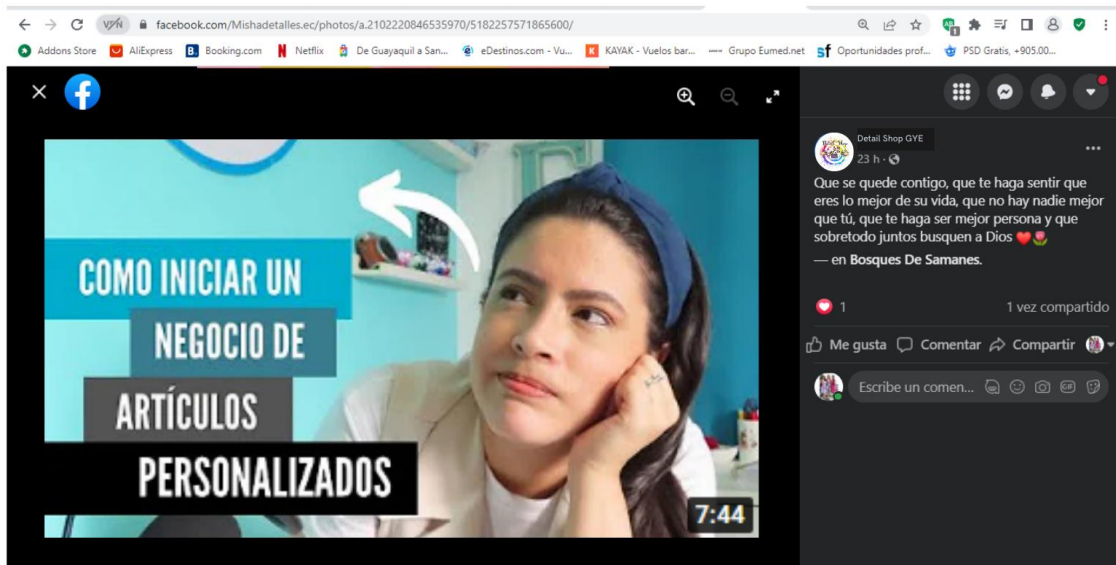 facebook.com/Mishadetalles.ec/photos/a.2102220846535970/5182257571865600/
VPN
Addons Store
AliExpress
B. Booking.com
N Netflix
De Guayaquil a San...
eDestinos.com - Vu...
K KAYAK - Vuelos bar...
Grupo Eumed.net
sf Oportunidades prof...
PSD Gratis, +905.00...
Detail Shop GYE
23 h
Que se quede contigo, que te haga sentir que
eres lo mejor de su vida, que no hay nadie mejor
que tú, que te haga ser mejor persona y que
sobretodo juntos busquen a Dios
— en Bosques De Samanes.
1
1 vez compartido
Me gusta
Comentar
Compartir
Escribe un comen...
GIF
COMO INICIAR UN
NEGOCIO DE
ARTÍCULOS
PERSONALIZADOS
7:44